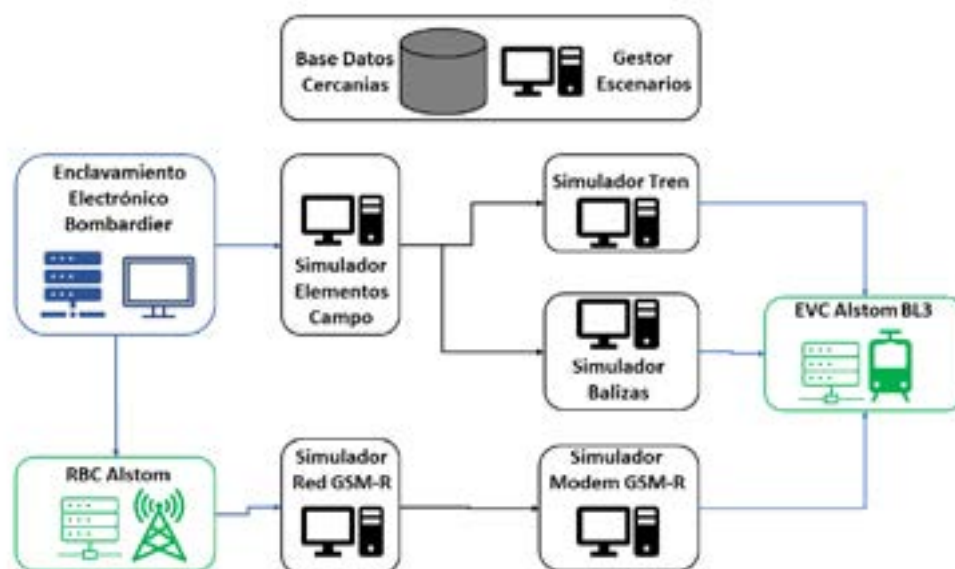 Base Datos
Cercanias
Gestor
Escenarios
Enclavamiento
Electrónico
Bombardier
Simulador
Elementos
Campo
Simulador Tren
Simulador
Balizas
EVC Alstom BL3
RBC Alstom
Simulador
Red GSM-R
Simulador
Modem GSM-R